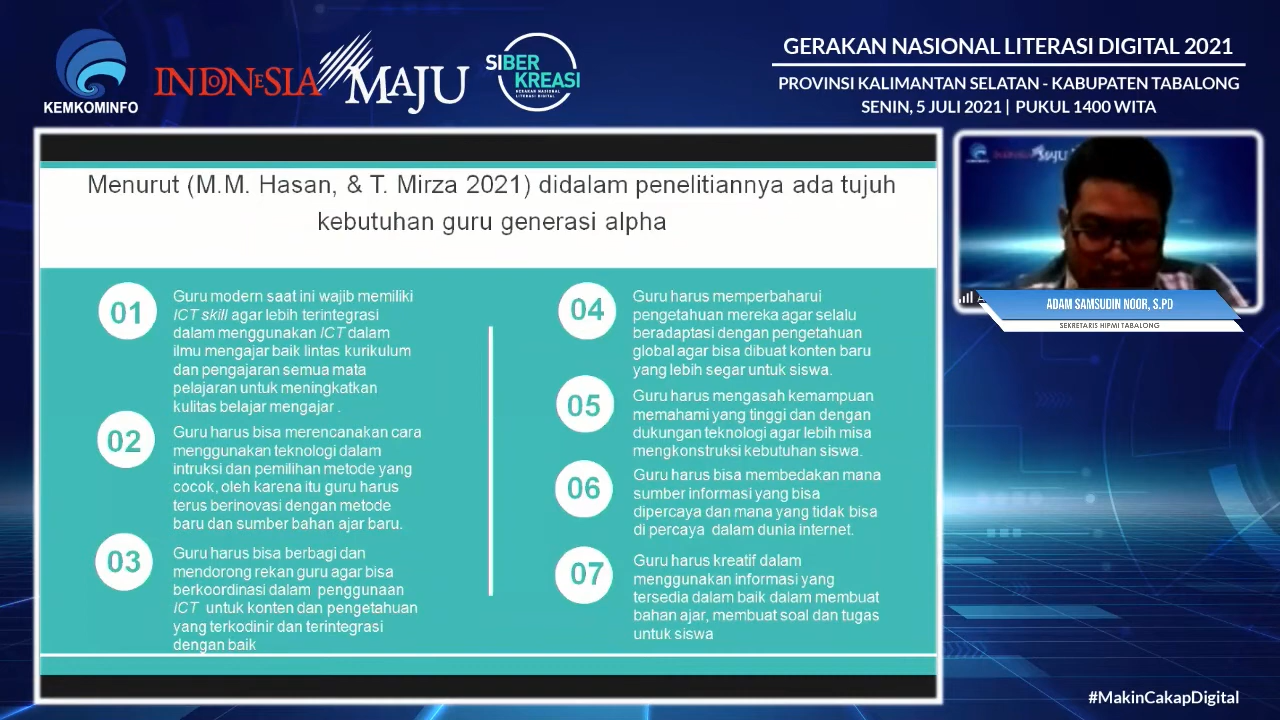 KEMKOMINFO
INDONESIA MAJU
SIBER KREASI
GERAKAN NASIONAL LITERASI DIGITAL
GERAKAN NASIONAL LITERASI DIGITAL 2021
PROVINSI KALIMANTAN SELATAN - KABUPATEN TABALONG
SENIN, 5 JULI 2021 | PUKUL 1400 WITA
Menurut (M.M. Hasan, & T. Mirza 2021) didalam penelitiannya ada tujuh
kebutuhan guru generasi alpha
01
Guru modern saat ini wajib memiliki
ICT skill agar lebih terintegrasi
dalam menggunakan ICT dalam
ilmu mengajar baik lintas kurikulum
dan pengajaran semua mata
pelajaran untuk meningkatkan
kulitas belajar mengajar .
02
Guru harus bisa merencanakan cara
menggunakan teknologi dalam
intruksi dan pemilihan metode yang
cocok, oleh karena itu guru harus
terus berinovasi dengan metode
baru dan sumber bahan ajar baru.
03
Guru harus bisa berbagi dan
mendorong rekan guru agar bisa
berkoordinasi dalam penggunaan
ICT untuk konten dan pengetahuan
yang terkodinir dan terintegrasi
dengan baik
04
Guru harus memperbaharui
pengetahuan mereka agar selalu
beradaptasi dengan pengetahuan
global agar bisa dibuat konten baru
yang lebih segar untuk siswa.
05
Guru harus mengasah kemampuan
memahami yang tinggi dan dengan
dukungan teknologi agar lebih misa
mengkonstruksi kebutuhan siswa.
06
Guru harus bisa membedakan mana
sumber informasi yang bisa
dipercaya dan mana yang tidak bisa
di percaya dalam dunia internet.
07
Guru harus kreatif dalam
menggunakan informasi yang
tersedia dalam baik dalam membuat
bahan ajar, membuat soal dan tugas
untuk siswa
ADAM SAMSUDIN NOOR, S.PD
SEKRETARIS HIPMI TABALONG
#MakinCakapDigital